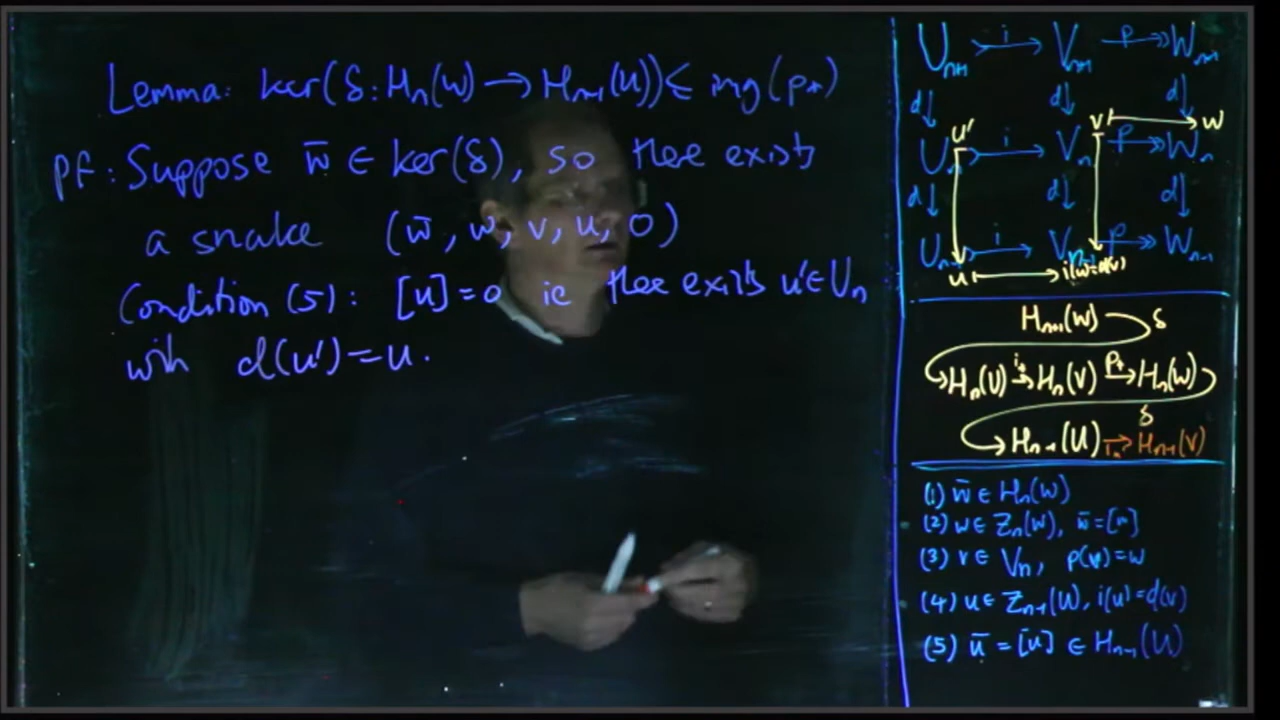 Lemma: ker(δ: Hₙ(W) → Hₙ₋₁(U)) ≤ img(p*)
pf: Suppose w̄ ∈ ker(δ), so there exists
a snake (w̄, w, v, u, 0)
Condition (5): [u]=0 ie there exists u'∈Uₙ
with d(u')=u.
Uₙ₊₁ >–i→ Vₙ₊₁ –p↠ Wₙ₊₁
d↓ d↓ d↓
u' v ↦ w
Uₙ >–i→ Vₙ –p↠ Wₙ
d↓ d↓ d↓
Uₙ₋₁ –i→ Vₙ₋₁ –p↠ Wₙ₋₁
u ↦ i(u)=d(v)
Hₙ₊₁(W) δ
Hₙ(U) –i*→ Hₙ(V) –p*→ Hₙ(W)
δ
→ Hₙ₋₁(U) –i*→ Hₙ₋₁(V)
(1) w̄ ∈ Hₙ(W)
(2) w ∈ Zₙ(W), w̄=[w]
(3) v ∈ Vₙ, p(v)=w
(4) u ∈ Zₙ₋₁(U), i(u)=d(v)
(5) ū = [u] ∈ Hₙ₋₁(U)